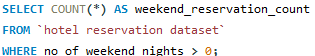 SELECT COUNT(*) AS weekend_reservation_count
FROM `hotel reservation dataset`
WHERE no of weekend nights > 0;